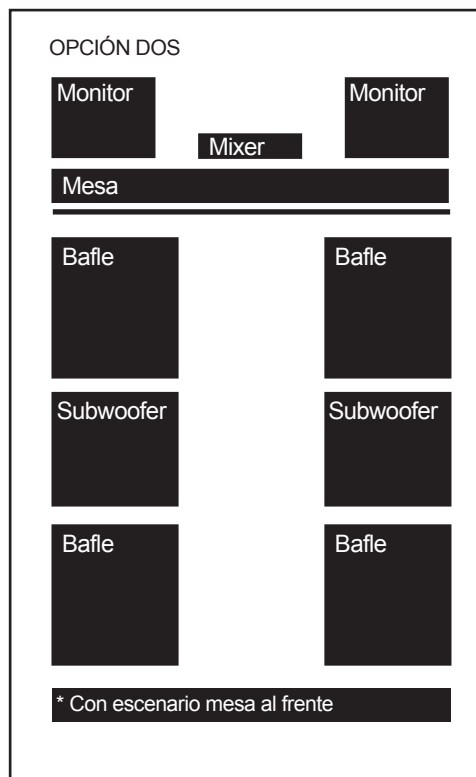 OPCIÓN DOS
Monitor
Monitor
Mixer
Mesa
Bafle
Bafle
Subwoofer
Subwoofer
Bafle
Bafle
* Con escenario mesa al frente